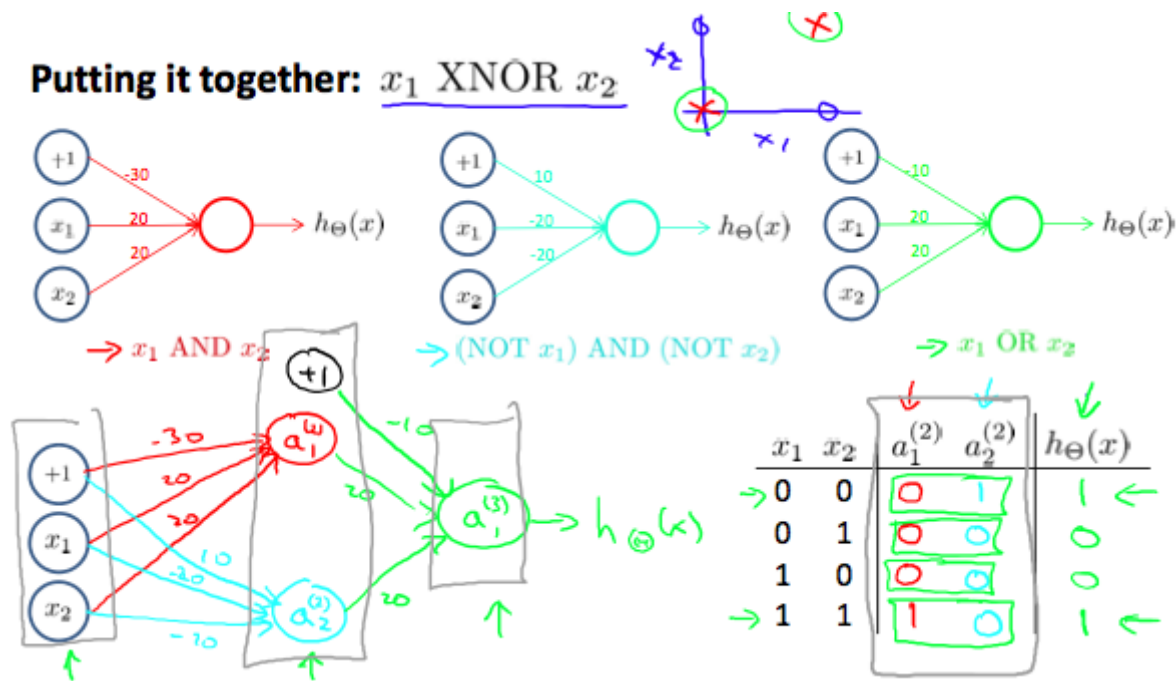 Putting it together: x₁ XNOR x₂
x₂
x₁
+1
-30
x₁
20
hΘ(x)
20
x₂
→ x₁ AND x₂
+1
10
x₁
-20
hΘ(x)
-20
x₂
→ (NOT x₁) AND (NOT x₂)
+1
-10
x₁
20
hΘ(x)
20
x₂
→ x₁ OR x₂
+1
x₁
x₂
-30
20
20
10
-20
+1
a₂⁽²⁾
-10
20
20
a₁⁽³⁾
→ hΘ(x)
x₁ x₂ a₁⁽²⁾ a₂⁽²⁾ hΘ(x)
→ 0 0 0 1 1 ←
0 1 0 0 0
1 0 0 0 0
→ 1 1 1 0 1 ←